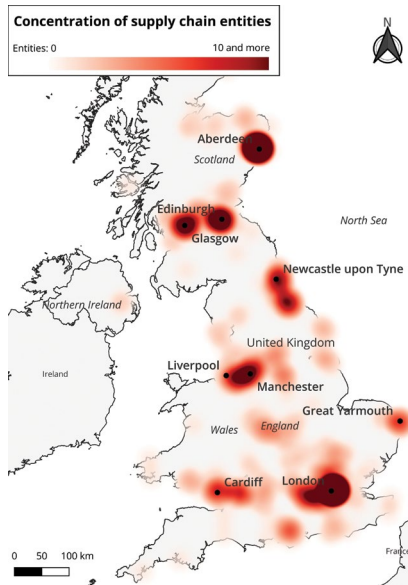 Concentration of supply chain entities
Entities: 0 10 and more
N
Aberdeen
Scotland
Edinburgh
North Sea
Glasgow
Newcastle upon Tyne
Northern Ireland
United Kingdom
Liverpool
Ireland
Manchester
Great Yarmouth
Wales England
Cardiff London
0 50 100 km
France